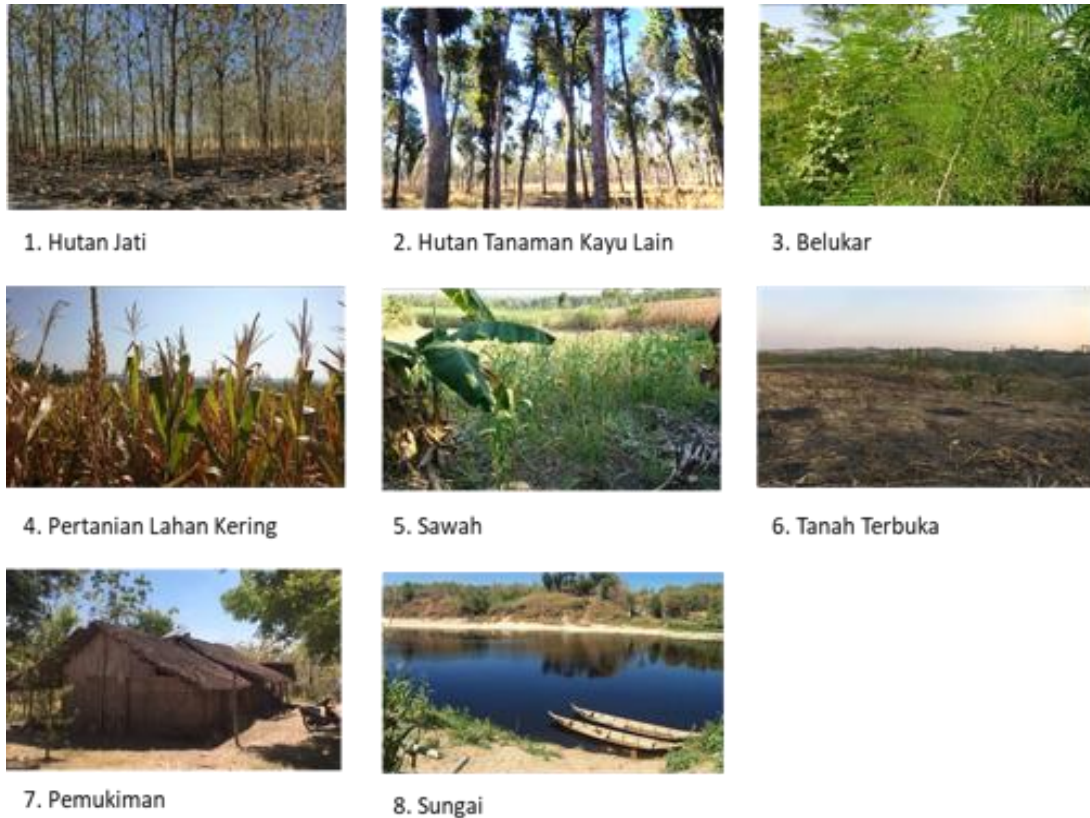 1. Hutan Jati
2. Hutan Tanaman Kayu Lain
3. Belukar
4. Pertanian Lahan Kering
5. Sawah
6. Tanah Terbuka
7. Pemukiman
8. Sungai